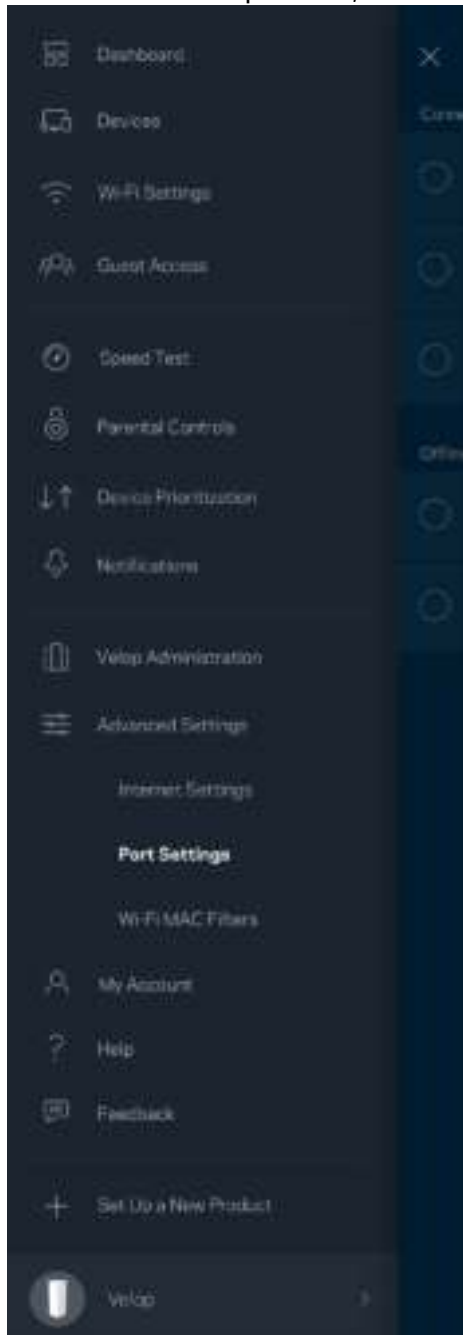 Dashboard
Devices
Wi-Fi Settings
Guest Access
Speed Test
Parental Controls
Device Prioritization
Notifications
Velop Administration
Advanced Settings
Internet Settings
Port Settings
Wi-Fi MAC Filters
My Account
Help
Feedback
Set Up a New Product
Velop